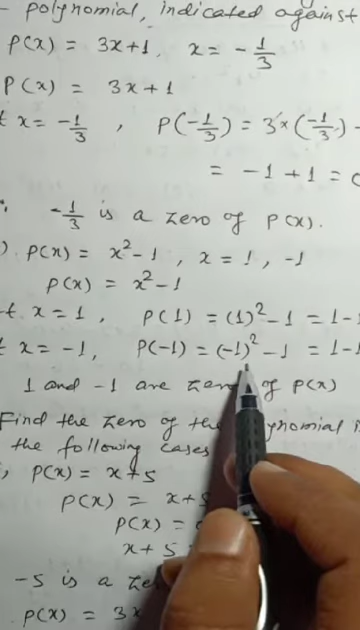 polynomial, indicated against
P(x) = 3x+1 x = -1/3
P(x) = 3x+1
x = -1/3 , P(-1/3) = 3×(-1/3)
= -1+1 =
-1/3 is a zero of P(x).
) P(x) = x²-1 , x = 1, -1
P(x) = x²-1
t x = 1, P(1) = (1)²-1 = 1-
t x = -1, P(-1) = (-1)²-1 = 1-1
1 and -1 are of P(x)
Find the zero of the
the following cases
P(x) = x+5
P(x) = x+
P(x) =
x+5
-5 is a
P(x) = 3x